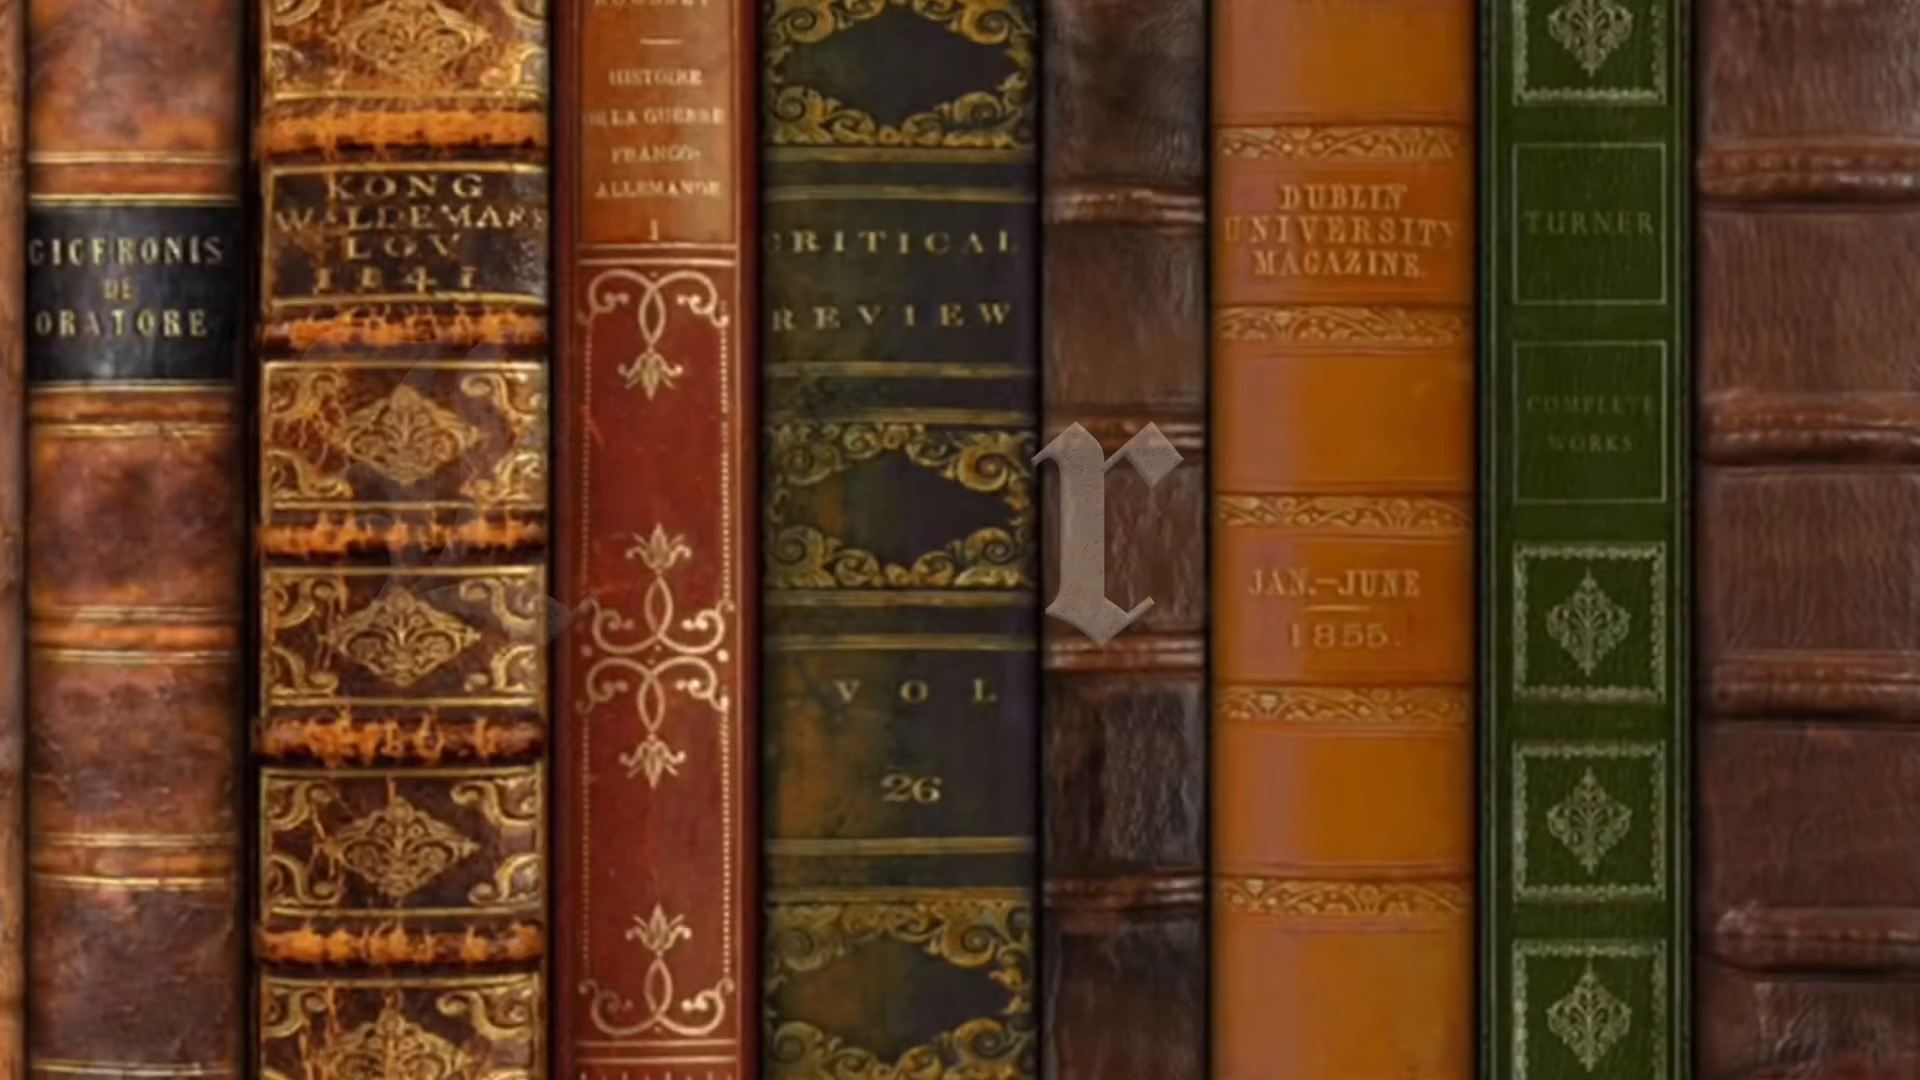 CICERONIS
DE
ORATORE
KONG
WALDEMARS
LOV
1847
HISTOIRE
DE LA GUERRE
FRANCO-
ALLEMANDE
1
CRITICAL
REVIEW
VOL
26
r
DUBLIN
UNIVERSITY
MAGAZINE.
JAN.—JUNE
1855.
TURNER
COMPLETE
WORKS